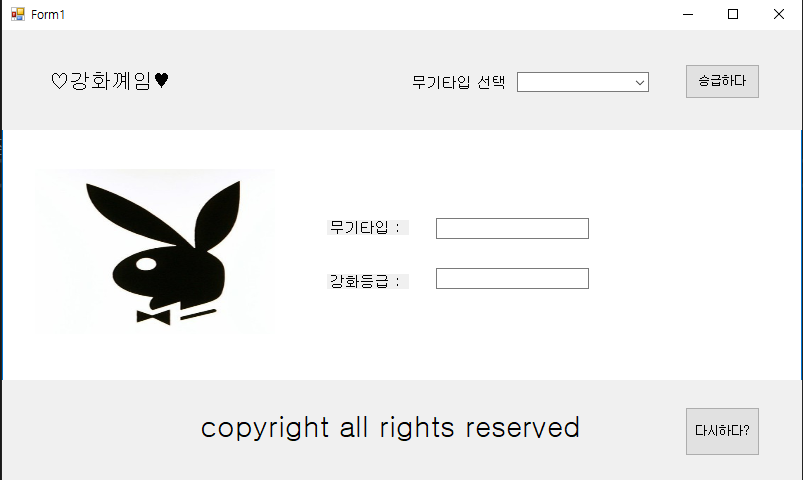 Form1
♡강화꼐임♥
무기타입 선택
승급하다
무기타입 :
강화등급 :
copyright all rights reserved
다시하다?